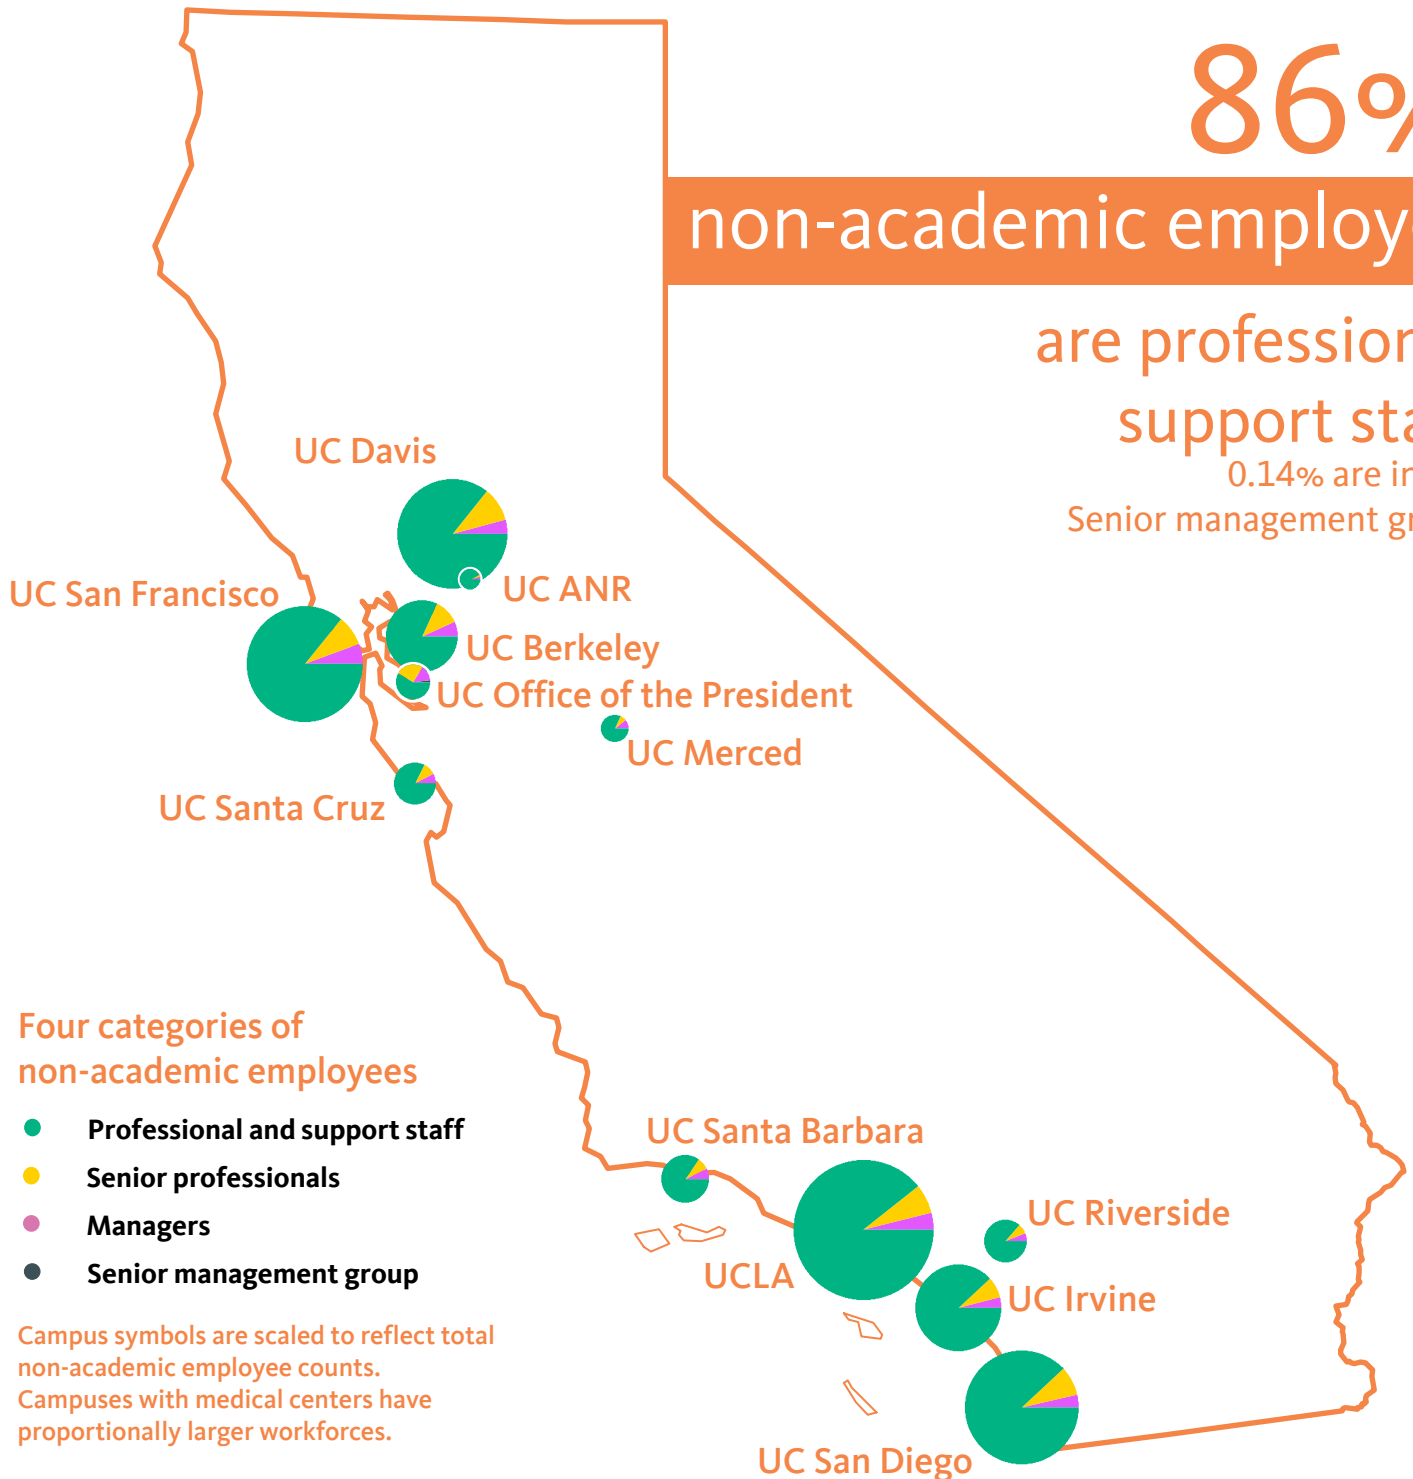 86%
non-academic employe
are profession
support sta
0.14% are in
Senior management gr
UC Davis
UC ANR
UC San Francisco
UC Berkeley
UC Office of the President
UC Merced
UC Santa Cruz
Four categories of
non-academic employees
Professional and support staff
Senior professionals
Managers
Senior management group
Campus symbols are scaled to reflect total
non-academic employee counts.
Campuses with medical centers have
proportionally larger workforces.
UC Santa Barbara
UC Riverside
UCLA
UC Irvine
UC San Diego